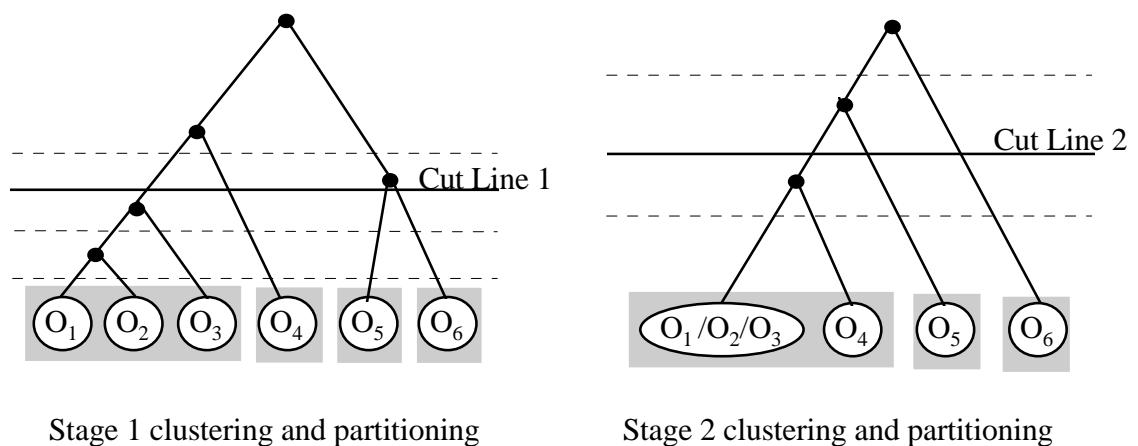 Cut Line 1
O1 O2 O3 O4 O5 O6
Stage 1 clustering and partitioning
Cut Line 2
O1/O2/O3 O4 O5 O6
Stage 2 clustering and partitioning